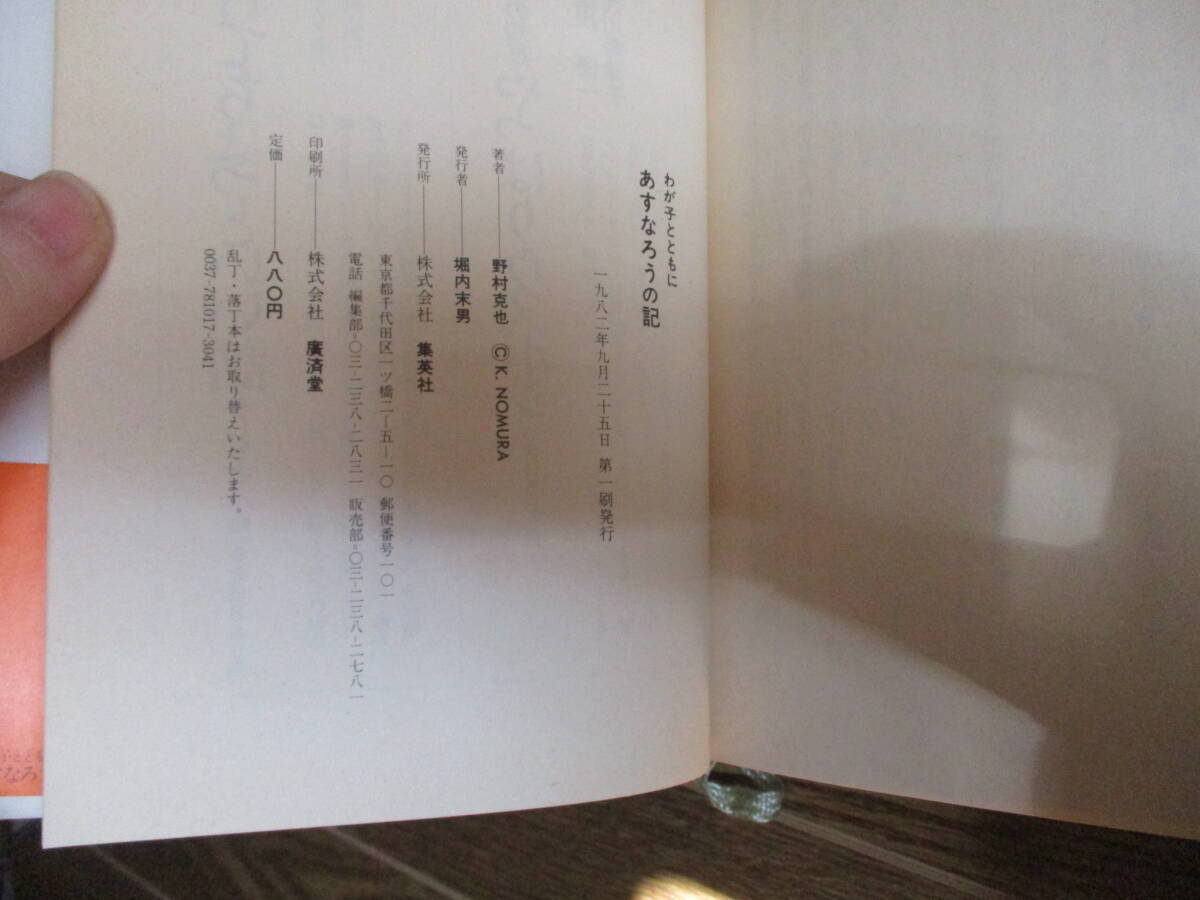 わが子とともに
あすなろうの記
一九八二年九月二十五日 第一刷発行
著者――野村克也 ©K. NOMURA
発行者――堀内末男
発行所――株式会社 集英社
東京都千代田区一ツ橋二―五―一〇 郵便番号一〇一
電話 編集部=〇三―二三八―二八三一 販売部=〇三―二三八―二七八一
印刷所――株式会社 廣済堂
定価――八八〇円
乱丁・落丁本はお取り替えいたします。
0037-781017-3041